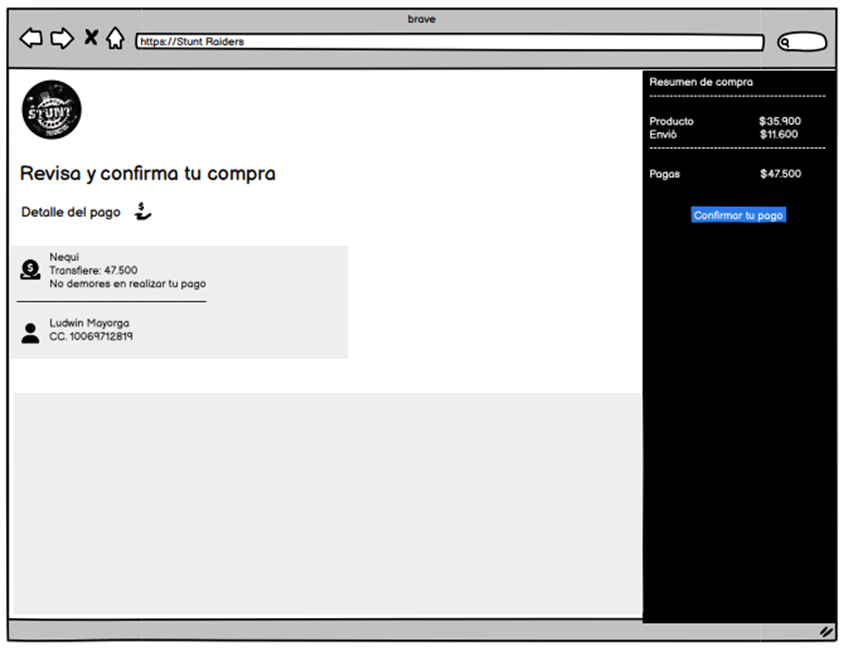 brave
https://Stunt Raiders
Resumen de compra
STUNT
Producto $35.900
Envió $11.600
Pagas $47.500
Confirmar tu pago
Revisa y confirma tu compra
Detalle del pago
Nequi
Transfiere: 47.500
No demores en realizar tu pago
Ludwin Mayorga
CC. 10069712819